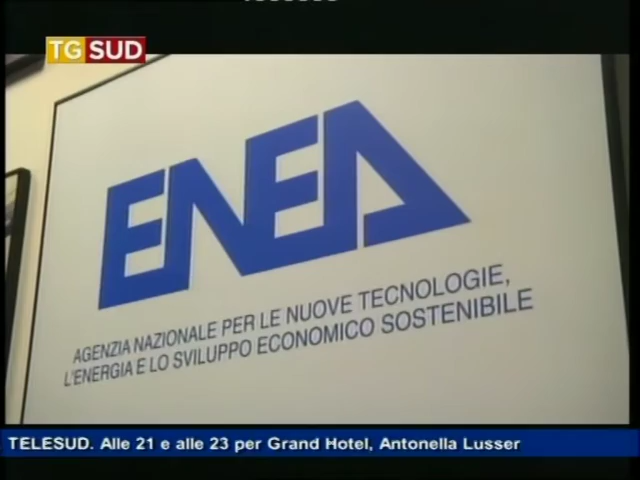 TG SUD
ENEA
AGENZIA NAZIONALE PER LE NUOVE TECNOLOGIE,
L'ENERGIA E LO SVILUPPO ECONOMICO SOSTENIBILE
TELESUD. Alle 21 e alle 23 per Grand Hotel, Antonella Lusser